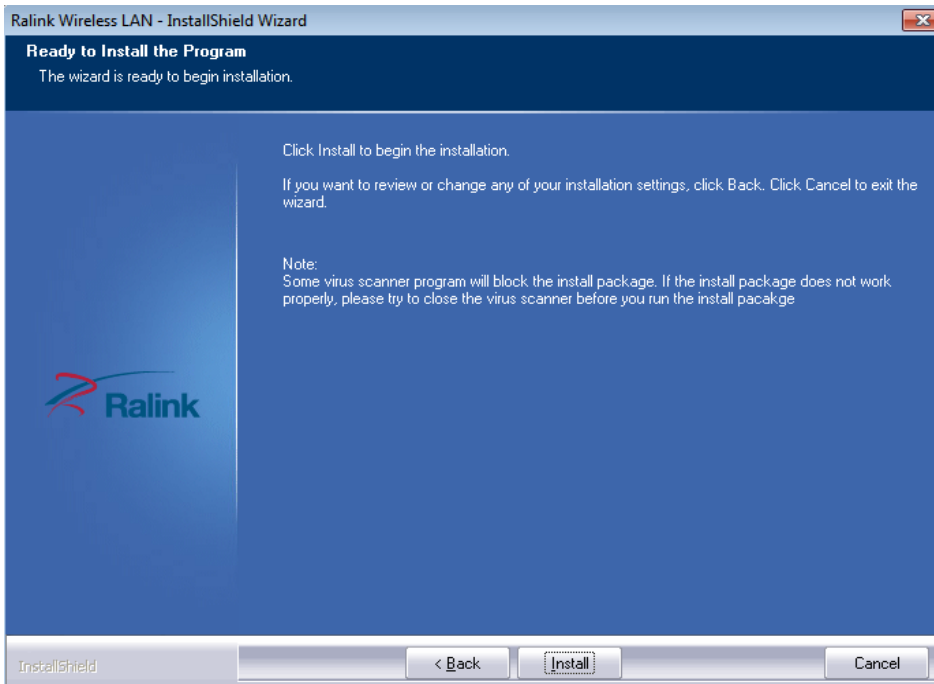 Ralink Wireless LAN - InstallShield Wizard
Ready to Install the Program
The wizard is ready to begin installation.
Click Install to begin the installation.
If you want to review or change any of your installation settings, click Back. Click Cancel to exit the
wizard.
Note:
Some virus scanner program will block the install package. If the install package does not work
properly, please try to close the virus scanner before you run the install pacakge
Ralink
InstallShield
< Back
Install
Cancel